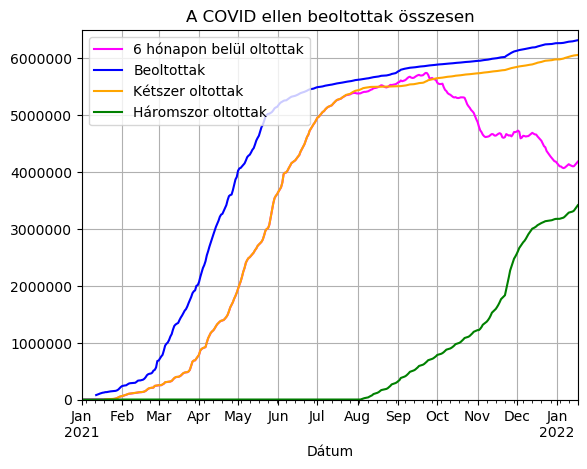 A COVID ellen beoltottak összesen
6 hónapon belül oltottak
Beoltottak
Kétszer oltottak
Háromszor oltottak
6000000
5000000
4000000
3000000
2000000
1000000
0
Jan Feb Mar Apr May Jun Jul Aug Sep Oct Nov Dec Jan
2021 2022
Dátum